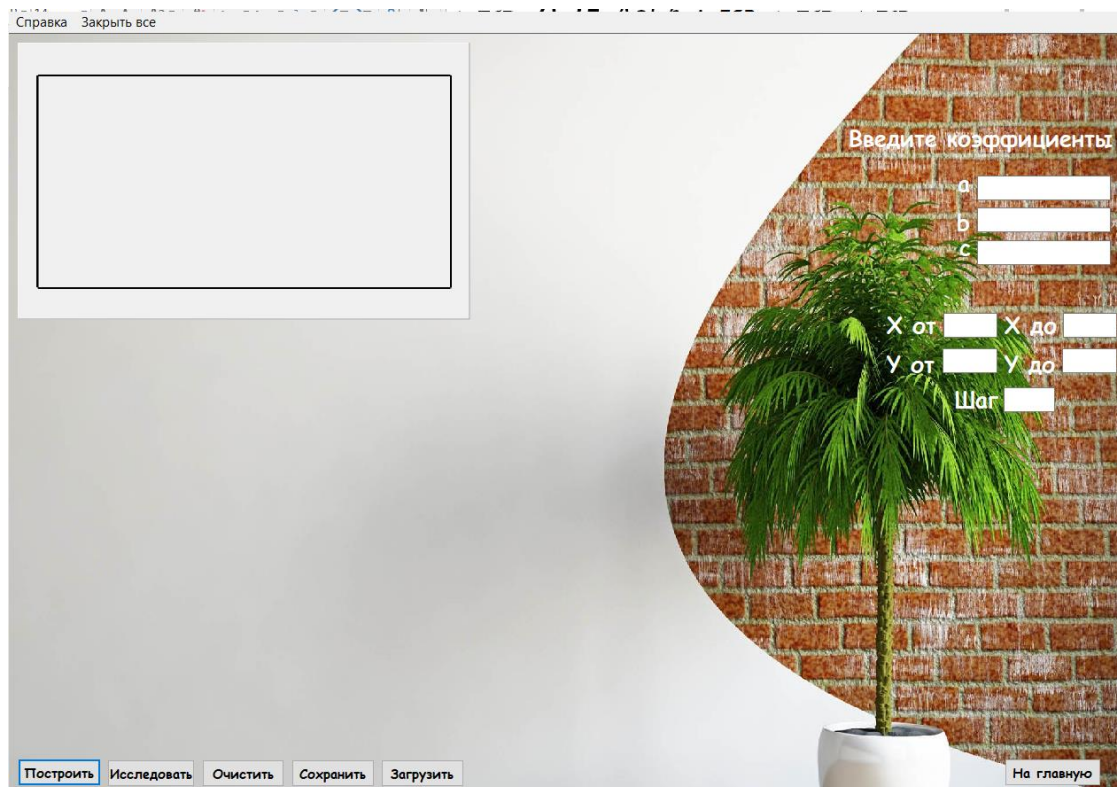 Справка Закрыть все
Введите коэффициенты
a
b
c
X от X до
Y от Y до
Шаг
Построить Исследовать Очистить Сохранить Загрузить На главную